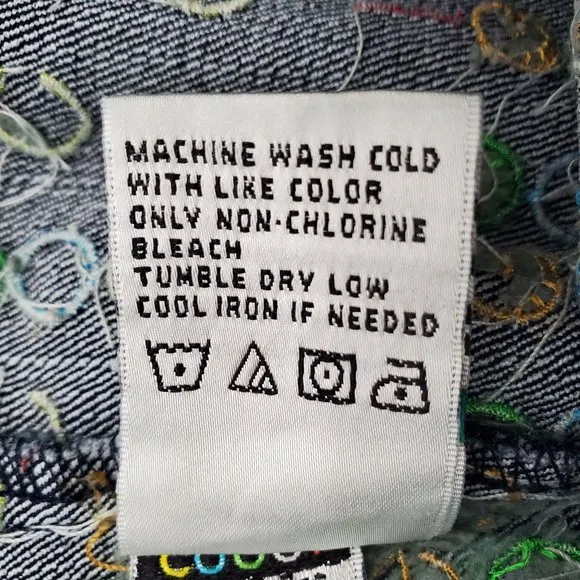 MACHINE WASH COLD
WITH LIKE COLOR
ONLY NON-CHLORINE
BLEACH
TUMBLE DRY LOW
COOL IRON IF NEEDED